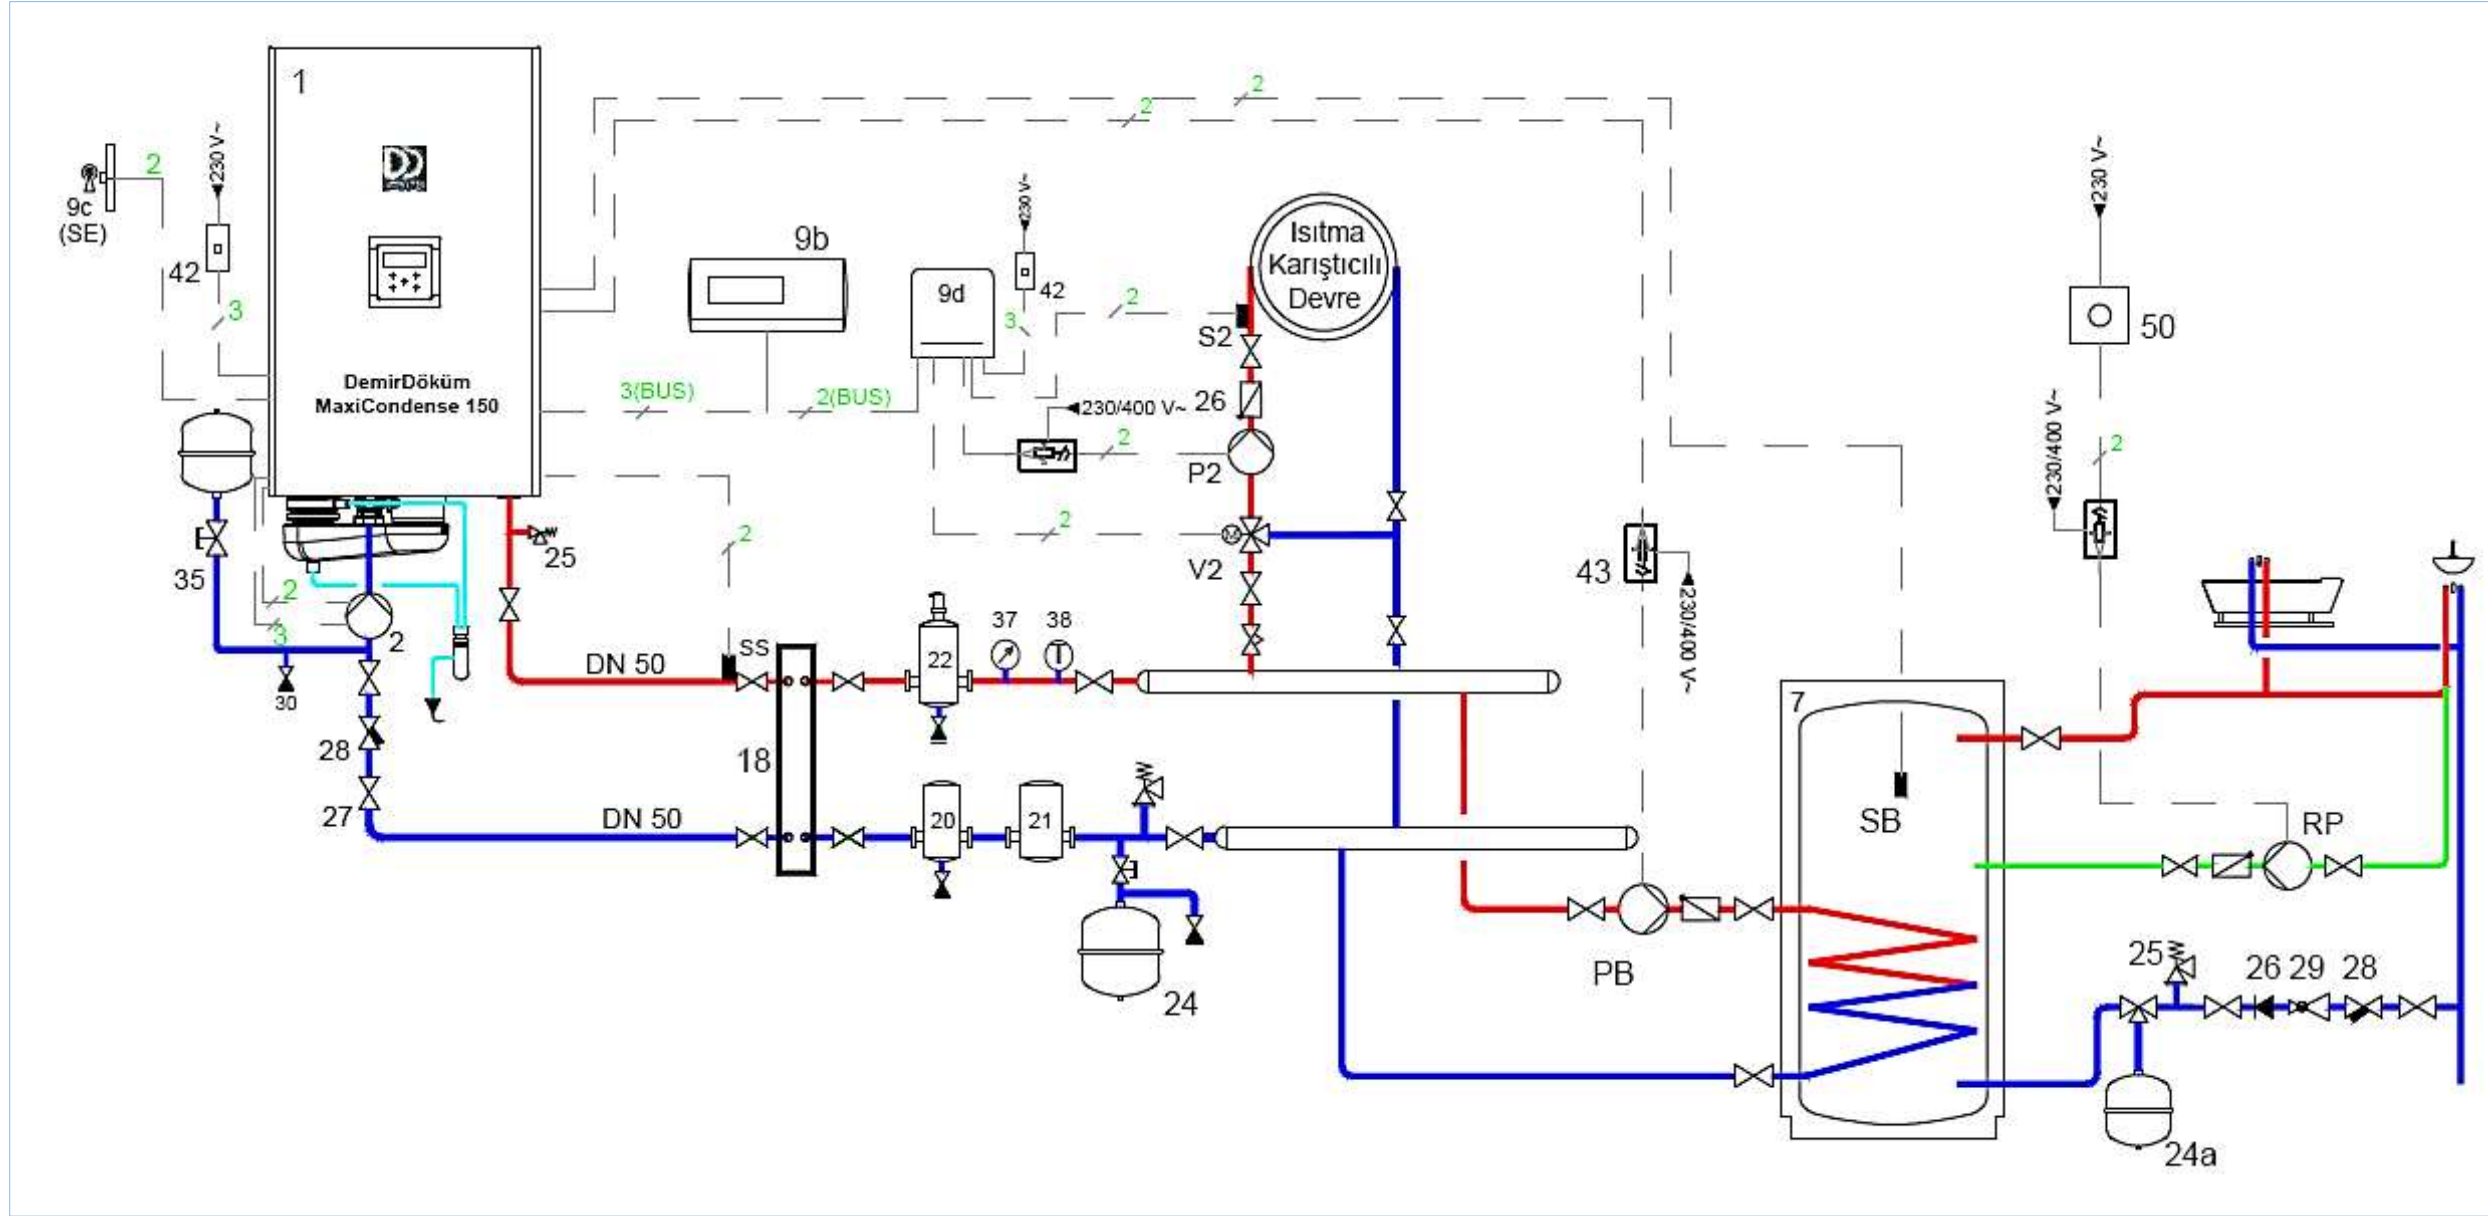 1
2
2
230 V~
9c
(SE)
2
42
3
DemirDöküm
MaxiCondense 150
9b
9d
230 V~
42
3
2
Isıtma
Karıştıcılı
Devre
S2
26
230/400 V~
2
P2
2
V2
3(BUS)
2(BUS)
230 V~
50
230/400 V~
2
43
230/400 V~
35
2
3
2
30
25
2
SS
DN 50
22
37
38
28
27
18
DN 50
20
21
24
PB
7
SB
RP
25
26
29
28
24a